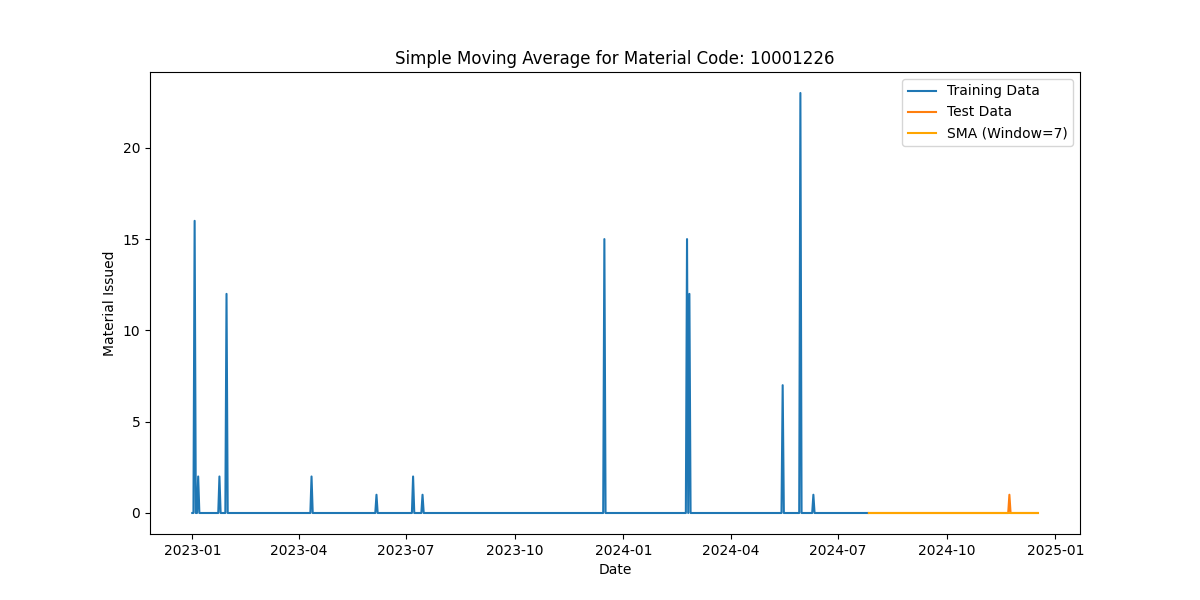 Simple Moving Average for Material Code: 10001226
Training Data
Test Data
SMA (Window=7)
Material Issued
20
15
10
5
0
2023-01 2023-04 2023-07 2023-10 2024-01 2024-04 2024-07 2024-10 2025-01
Date